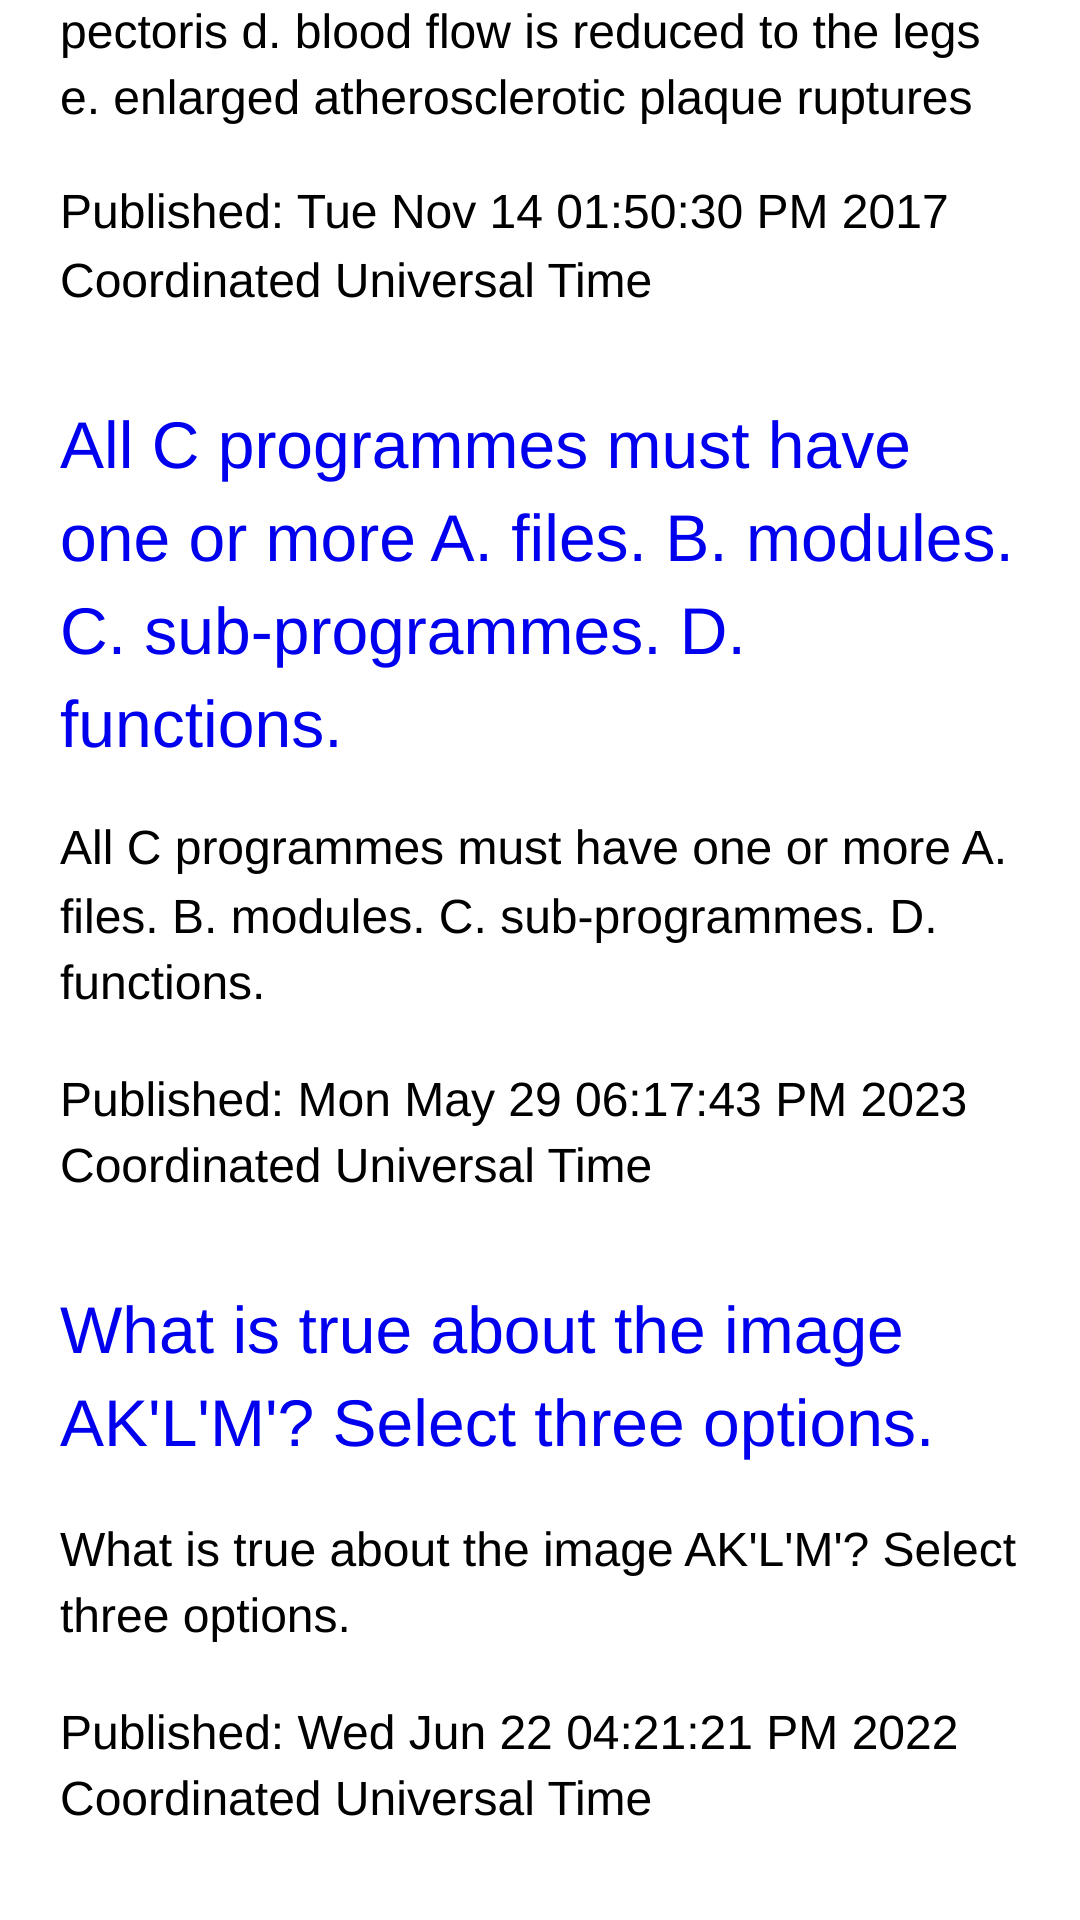 pectoris d. blood flow is reduced to the legs
e. enlarged atherosclerotic plaque ruptures
Published: Tue Nov 14 01:50:30 PM 2017
Coordinated Universal Time
All C programmes must have
one or more A. files. B. modules.
C. sub-programmes. D.
functions.
All C programmes must have one or more A.
files. B. modules. C. sub-programmes. D.
functions.
Published: Mon May 29 06:17:43 PM 2023
Coordinated Universal Time
What is true about the image
AK'L'M'? Select three options.
What is true about the image AK'L'M'? Select
three options.
Published: Wed Jun 22 04:21:21 PM 2022
Coordinated Universal Time